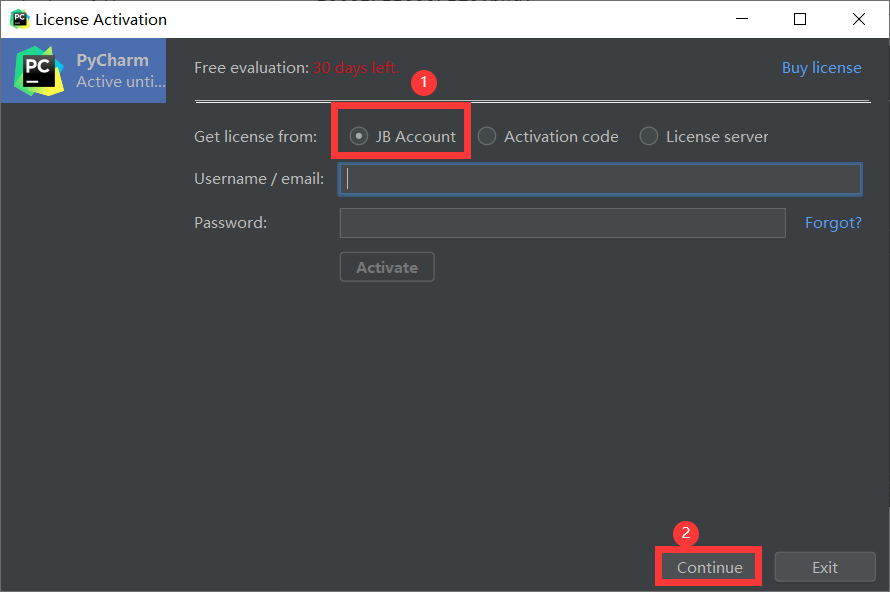 PC License Activation
PC PyCharm
Active unti...
Free evaluation: 30 days left.
Buy license
1
Get license from: JB Account Activation code License server
Username / email:
Password:
Forgot?
Activate
2
Continue Exit